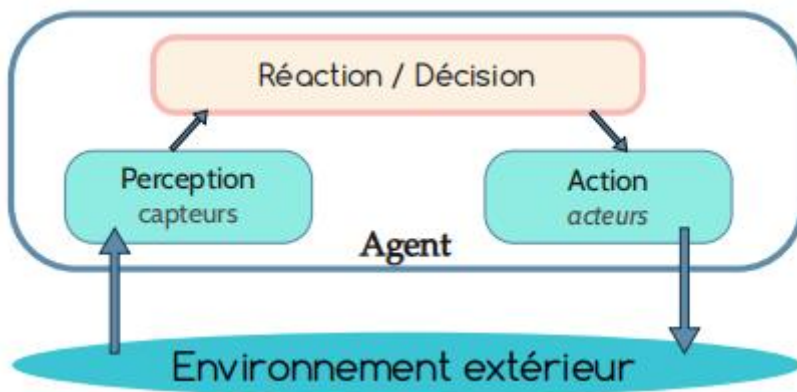 Réaction / Décision
Perception
capteurs
Action
acteurs
Agent
Environnement extérieur